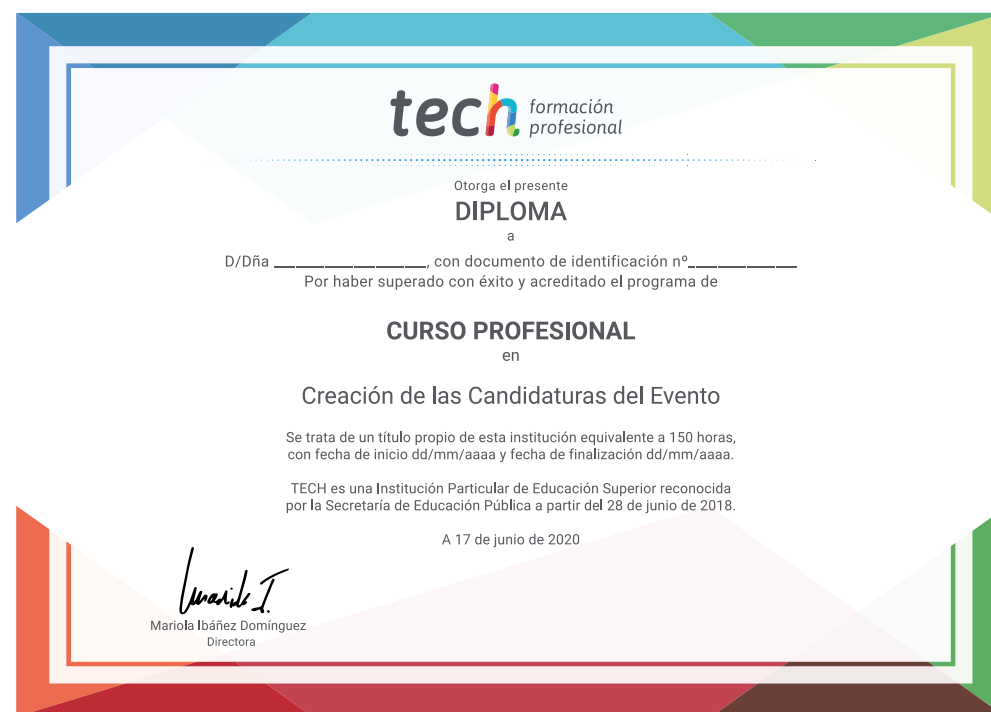 tech formación
profesional
Otorga el presente
DIPLOMA
a
D/Dña ______________, con documento de identificación nº__________
Por haber superado con éxito y acreditado el programa de
CURSO PROFESIONAL
en
Creación de las Candidaturas del Evento
Se trata de un título propio de esta institución equivalente a 150 horas,
con fecha de inicio dd/mm/aaaa y fecha de finalización dd/mm/aaaa.
TECH es una Institución Particular de Educación Superior reconocida
por la Secretaría de Educación Pública a partir del 28 de junio de 2018.
A 17 de junio de 2020
Mariola Ibáñez Domínguez
Directora